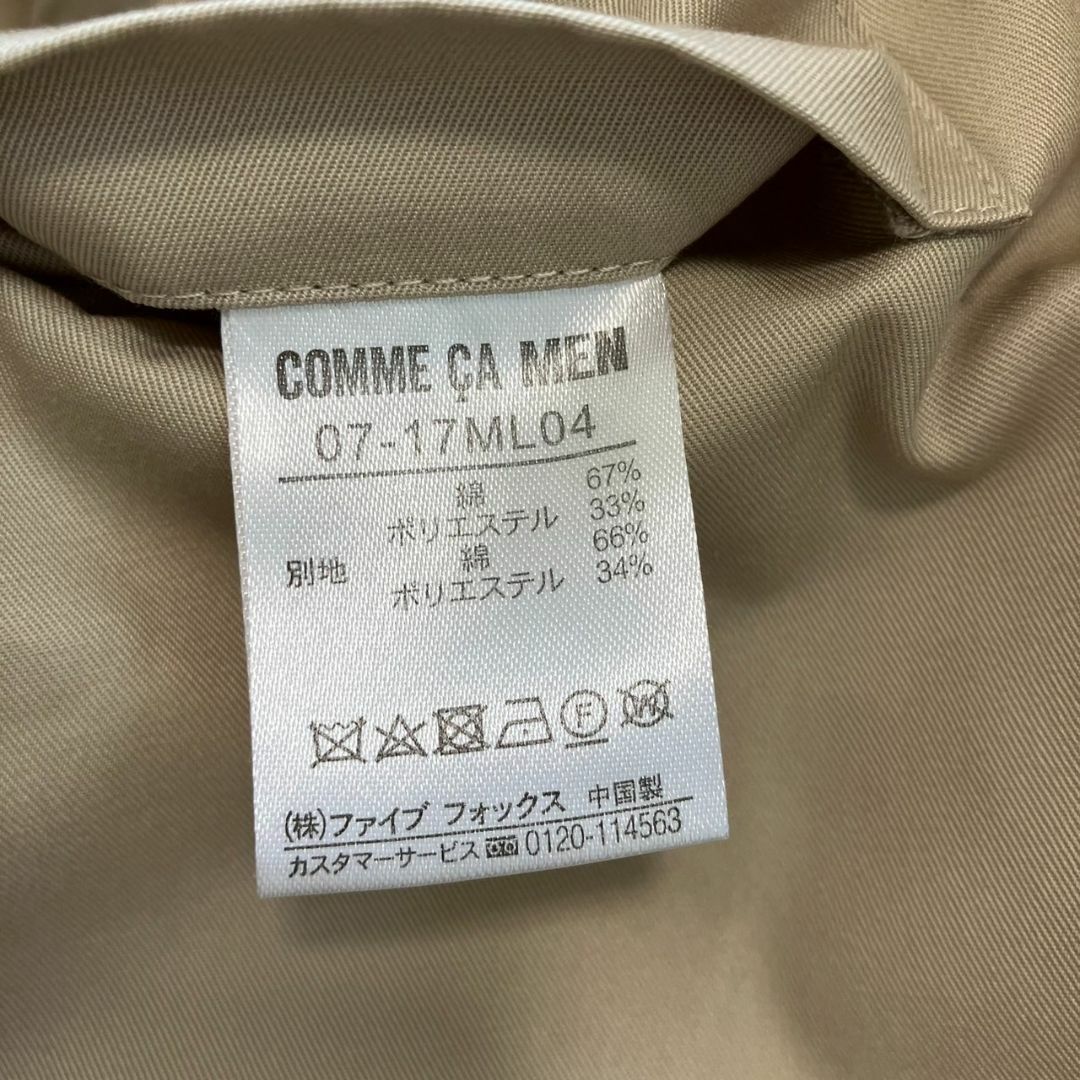 COMME ÇA MEN
07-17ML04
綿 67%
ポリエステル 33%
別地 綿 66%
ポリエステル 34%
F W
(株)ファイブ フォックス 中国製
カスタマーサービス 0120-114563